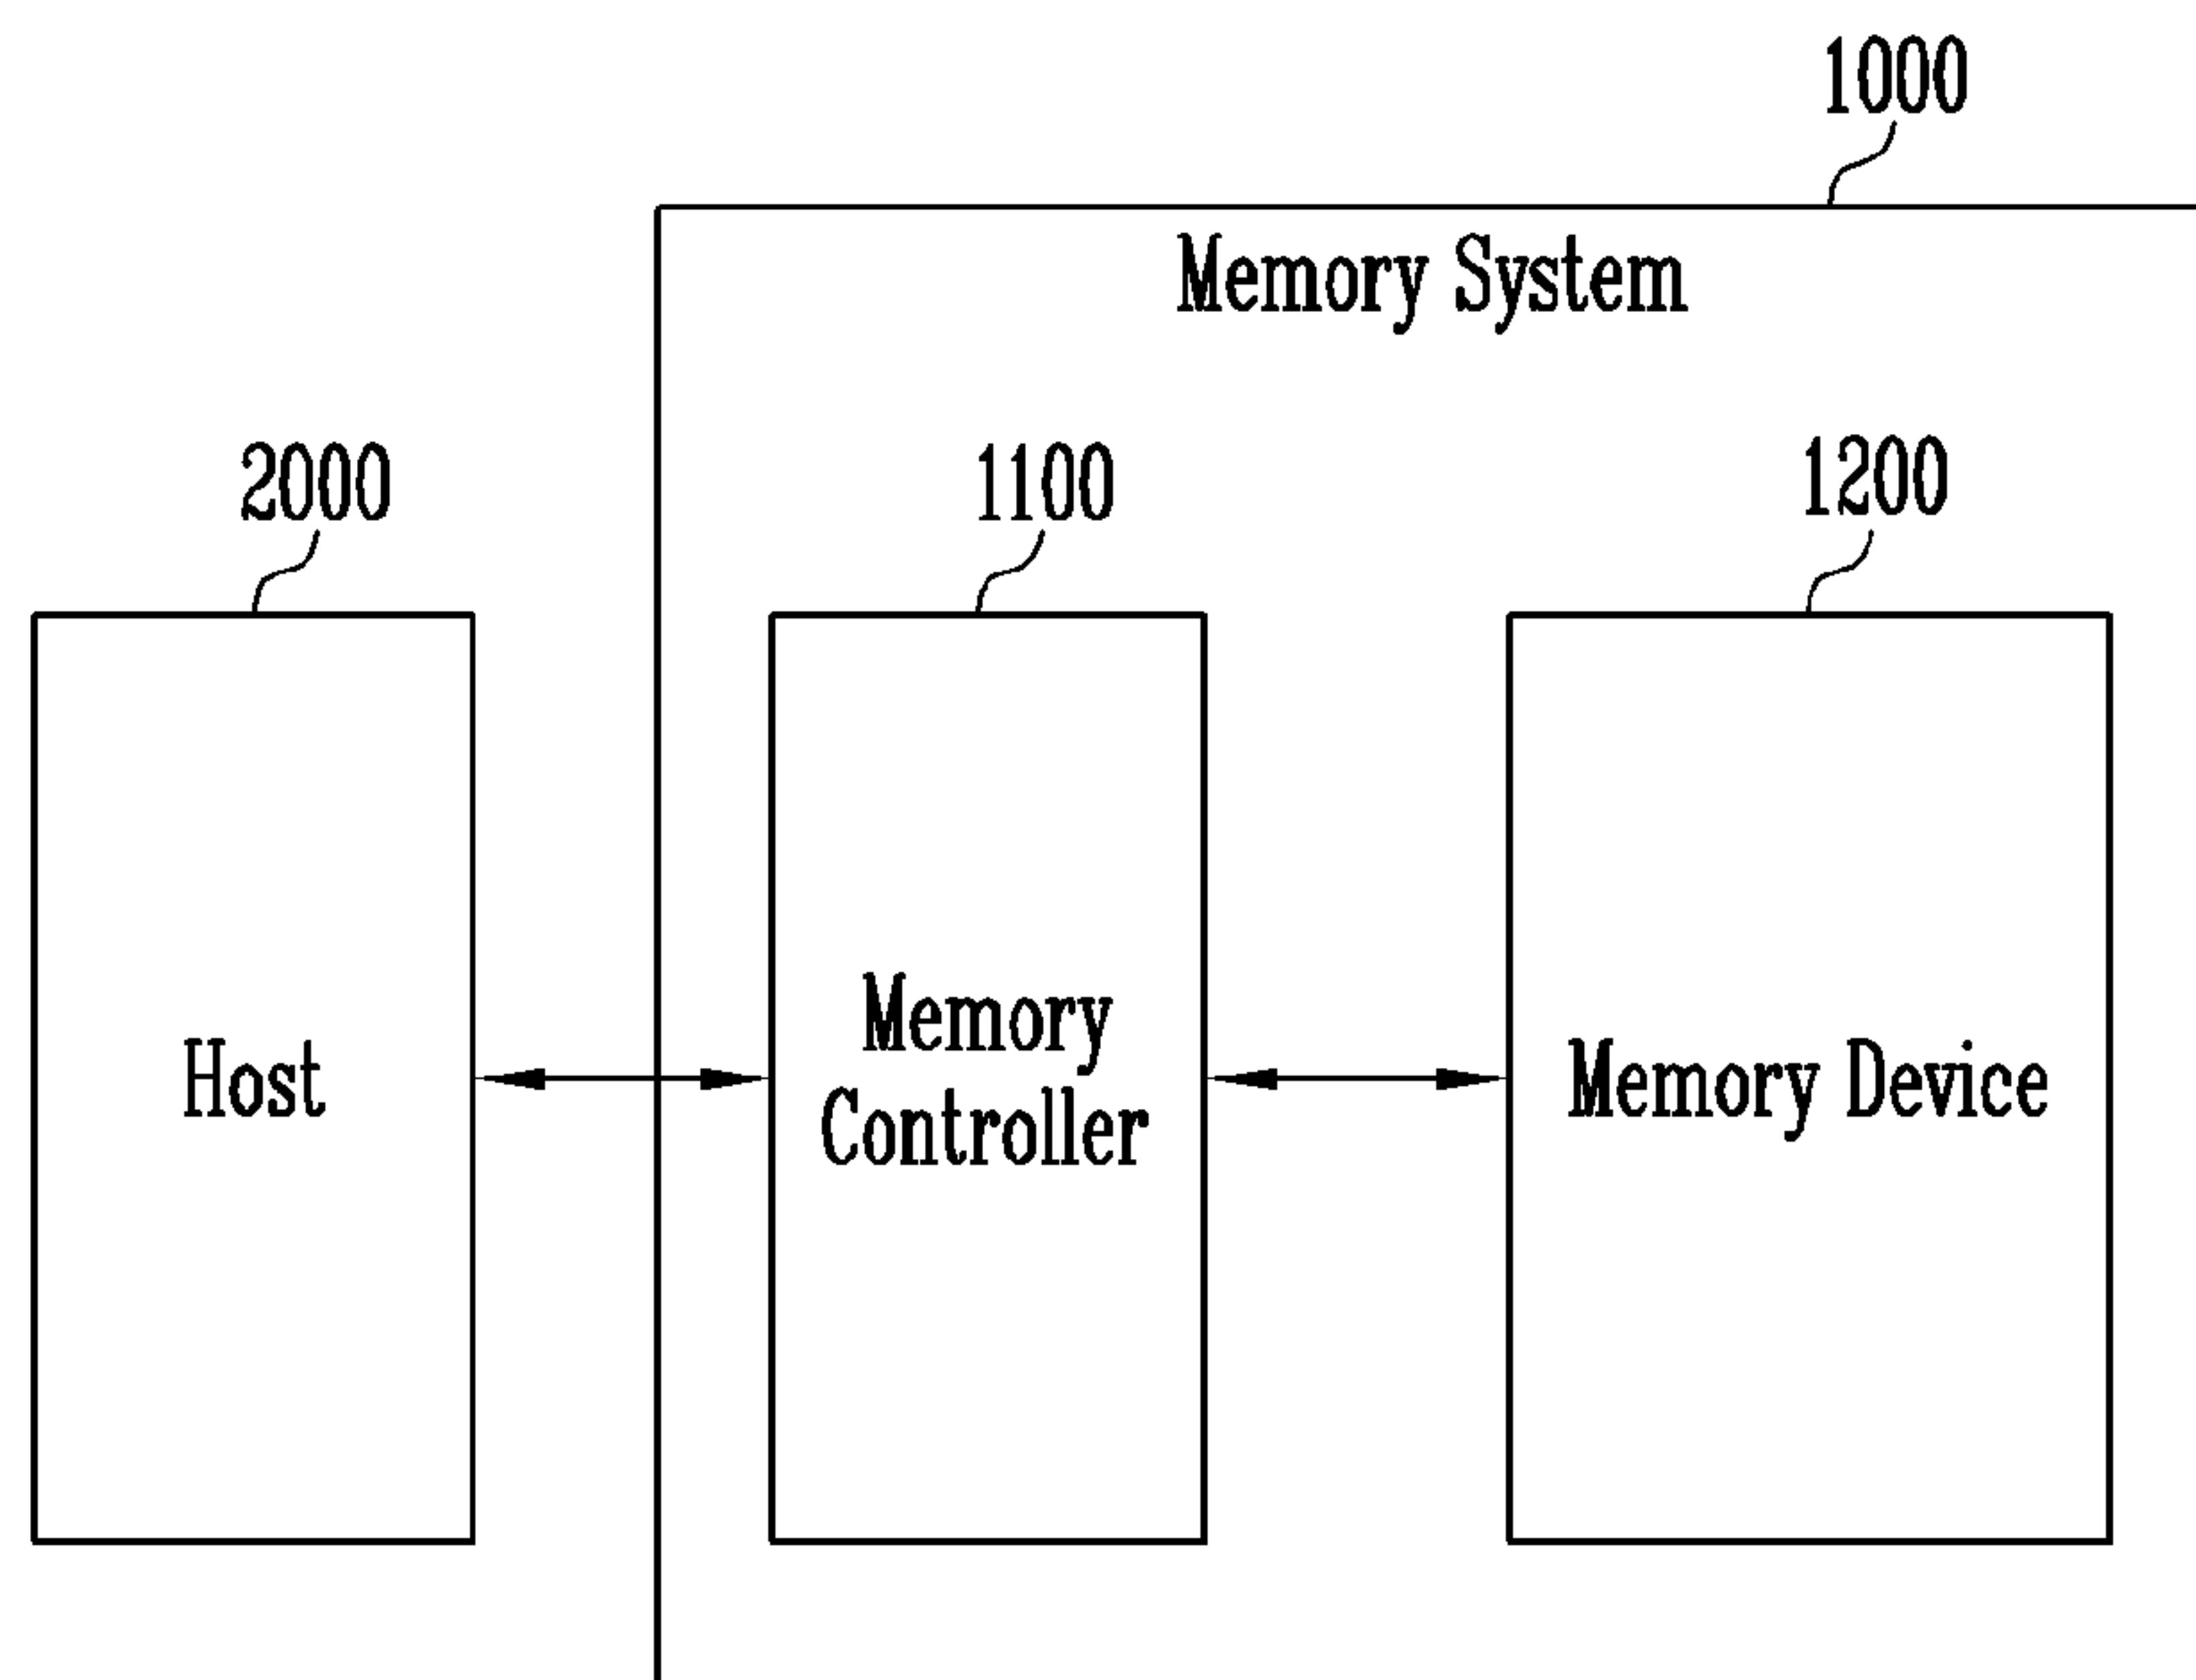 1000
Memory System
2000
1100
1200
Host
Memory
Controller
Memory Device